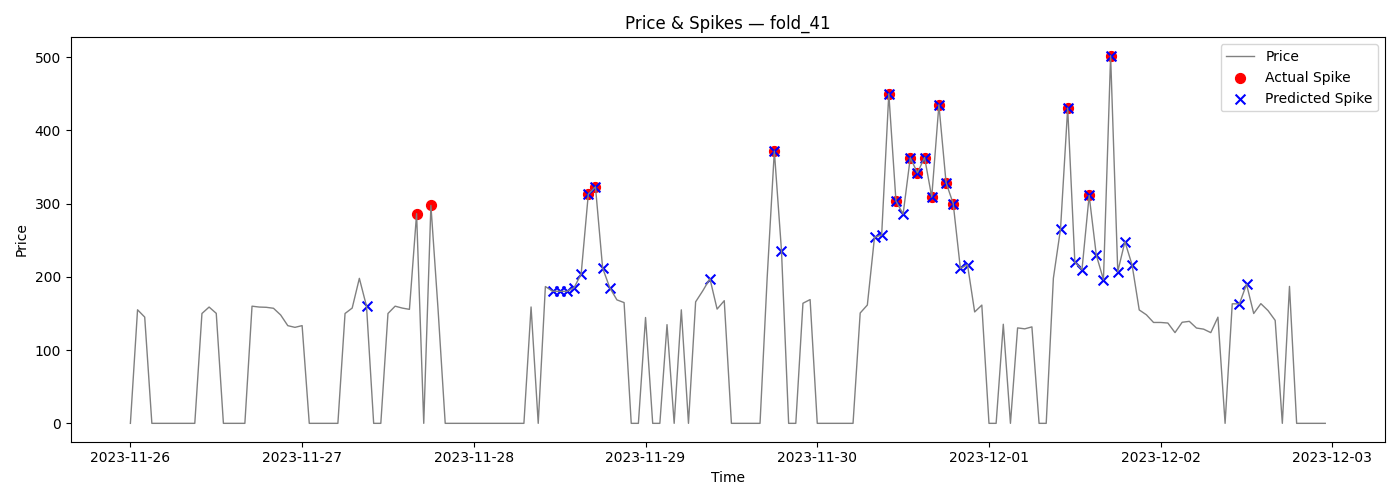 Price & Spikes — fold_41
Price
Actual Spike
Predicted Spike
500
400
300
200
100
0
Price
2023-11-26
2023-11-27
2023-11-28
2023-11-29
2023-11-30
2023-12-01
2023-12-02
2023-12-03
Time